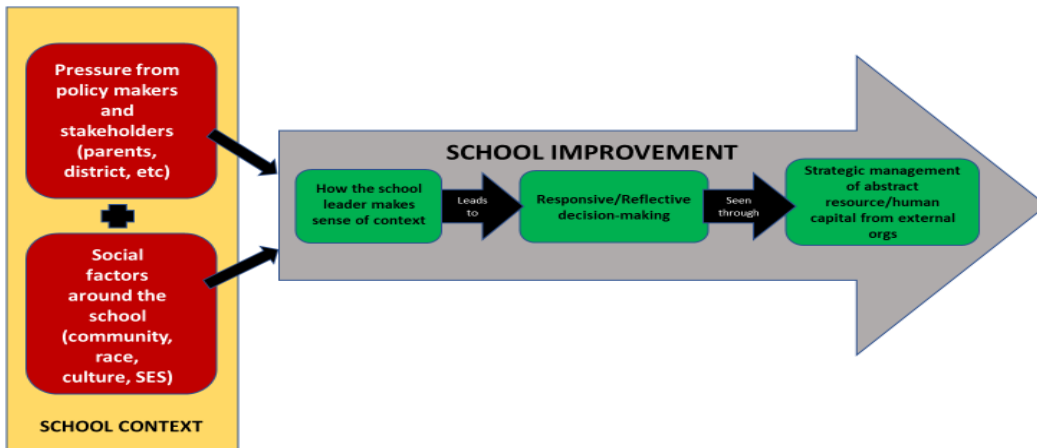 Pressure from
policy makers
and
stakeholders
(parents,
district, etc)
Social
factors
around the
school
(community,
race,
culture, SES)
SCHOOL CONTEXT
SCHOOL IMPROVEMENT
How the school
leader makes
sense of context
Leads
to
Responsive/Reflective
decision-making
Seen
through
Strategic management
of abstract
resource/human
capital from external
orgs